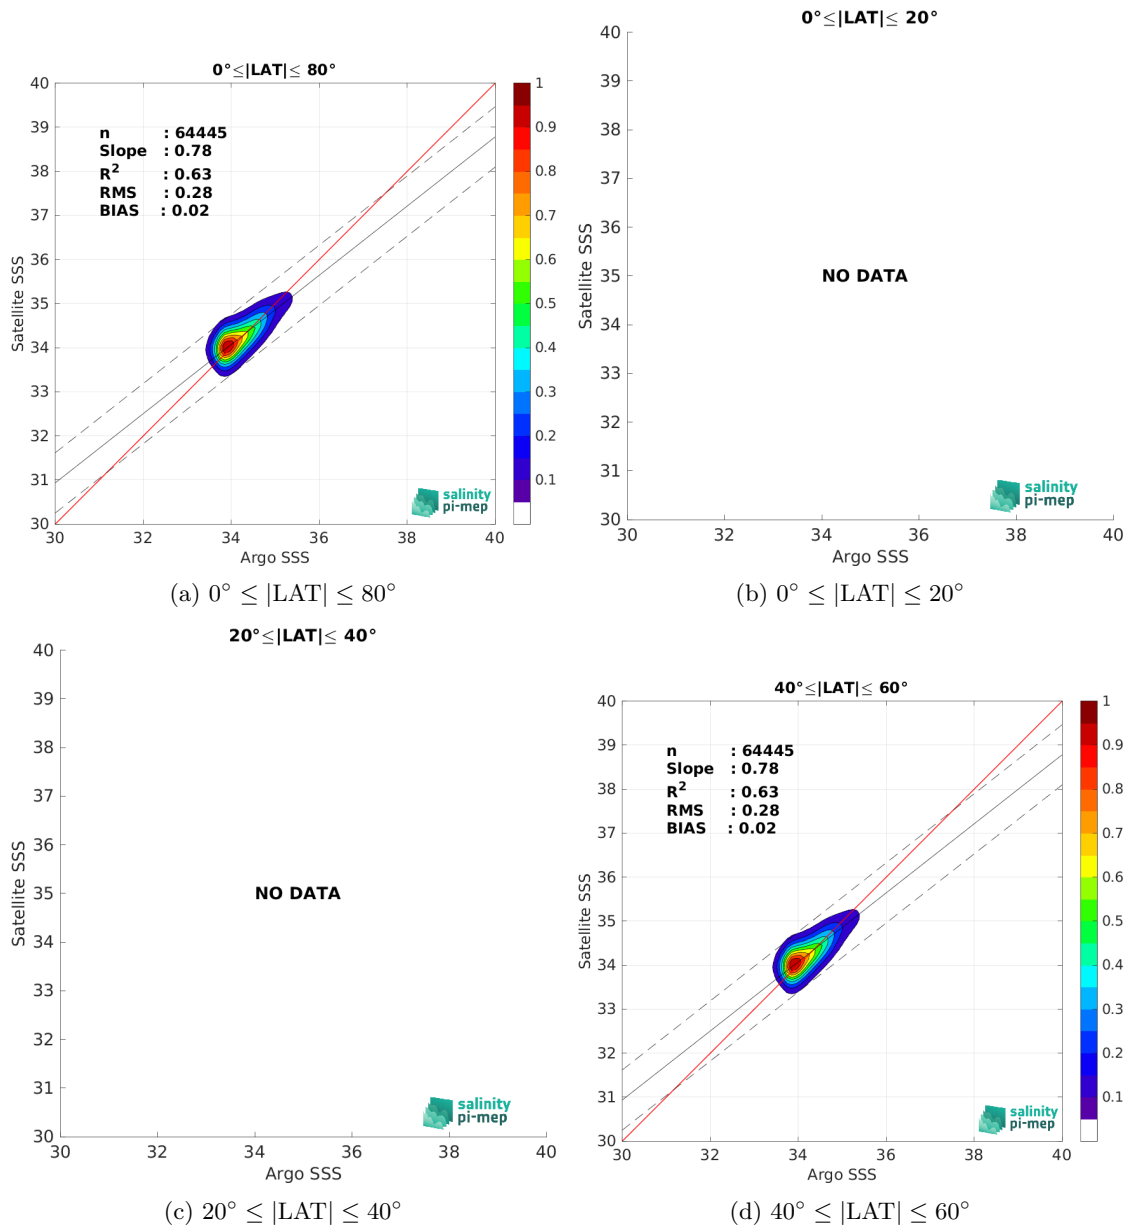 0°≤|LAT|≤ 80°
40
39
38
37
36
35
34
33
32
31
30
Satellite SSS
n : 64445
Slope : 0.78
R² : 0.63
RMS : 0.28
BIAS : 0.02
salinity
pi-mep
30 32 34 36 38 40
Argo SSS
1
0.9
0.8
0.7
0.6
0.5
0.4
0.3
0.2
0.1
(a) 0° ≤ |LAT| ≤ 80°
0°≤|LAT|≤ 20°
40
39
38
37
36
35
34
33
32
31
30
Satellite SSS
NO DATA
salinity
pi-mep
30 32 34 36 38 40
Argo SSS
(b) 0° ≤ |LAT| ≤ 20°
20°≤|LAT|≤ 40°
40
39
38
37
36
35
34
33
32
31
30
Satellite SSS
NO DATA
salinity
pi-mep
30 32 34 36 38 40
Argo SSS
(c) 20° ≤ |LAT| ≤ 40°
40°≤|LAT|≤ 60°
40
39
38
37
36
35
34
33
32
31
30
Satellite SSS
n : 64445
Slope : 0.78
R² : 0.63
RMS : 0.28
BIAS : 0.02
salinity
pi-mep
30 32 34 36 38 40
Argo SSS
1
0.9
0.8
0.7
0.6
0.5
0.4
0.3
0.2
0.1
(d) 40° ≤ |LAT| ≤ 60°